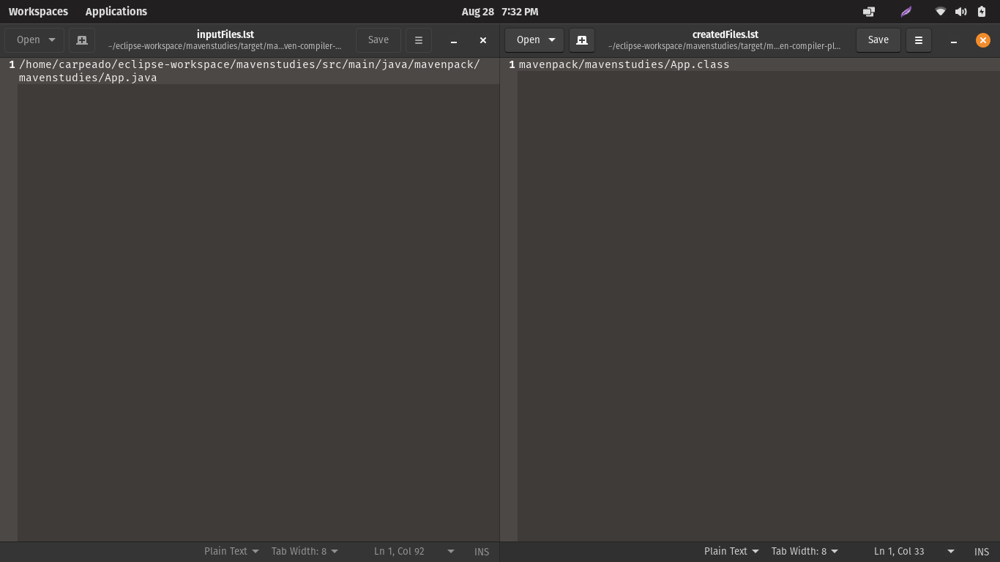 Workspaces Applications Aug 28 7:32 PM
Open inputFiles.lst Save
~/eclipse-workspace/mavenstudies/target/ma...ven-compiler-...
Open createdFiles.lst Save
~/eclipse-workspace/mavenstudies/target/m...en-compiler-pl...
1 /home/carpeado/eclipse-workspace/mavenstudies/src/main/java/mavenpack/
mavenstudies/App.java
1 mavenpack/mavenstudies/App.class
Plain Text Tab Width: 8 Ln 1, Col 92 INS
Plain Text Tab Width: 8 Ln 1, Col 33 INS